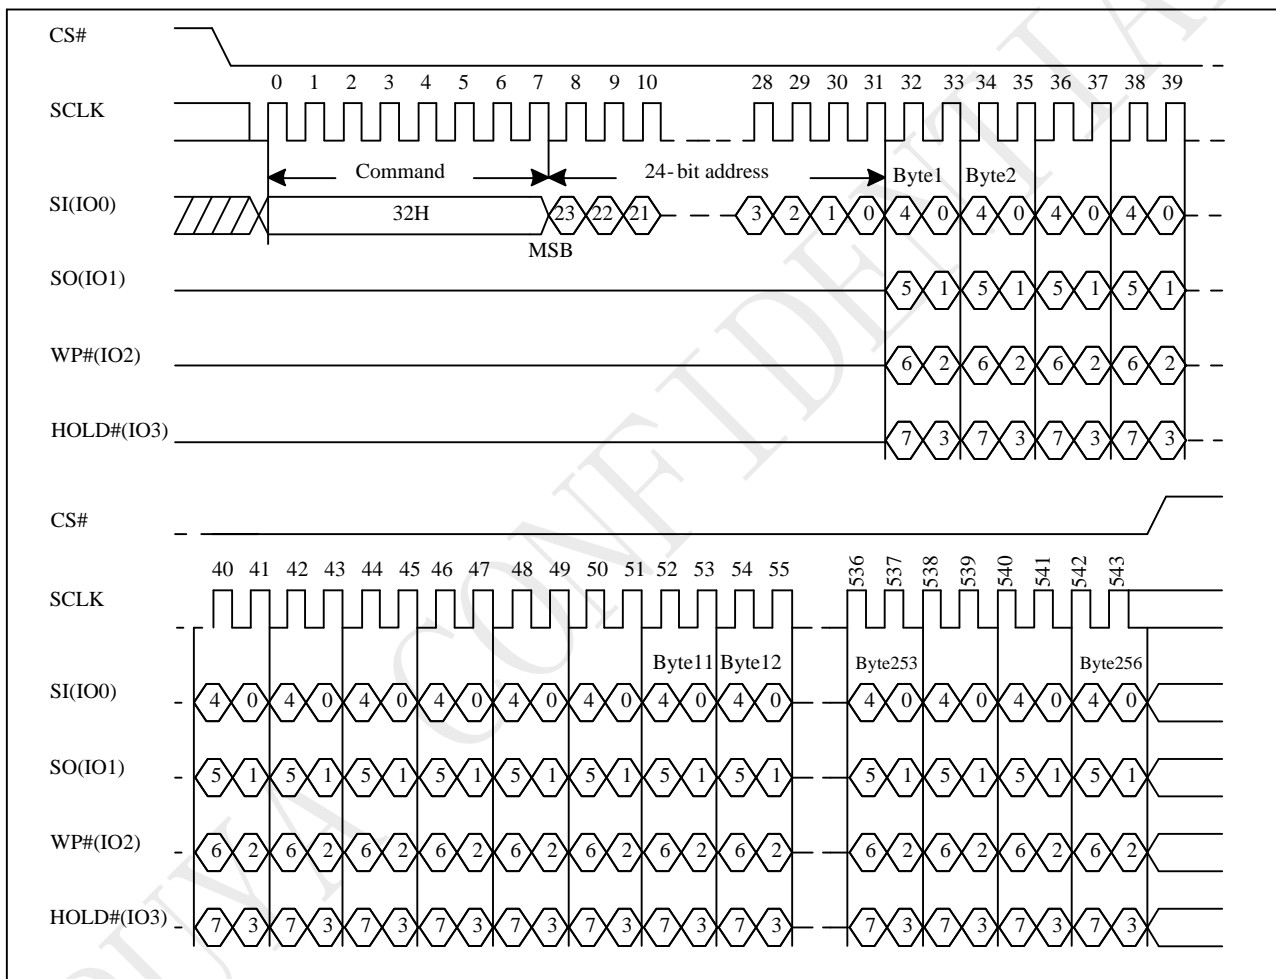 CS#
0 1 2 3 4 5 6 7 8 9 10 28 29 30 31 32 33 34 35 36 37 38 39
SCLK
Command 24-bit address Byte1 Byte2
SI(IO0) 32H 23 22 21 3 2 1 0 4 0 4 0 4 0 4 0
MSB
SO(IO1) 5 1 5 1 5 1 5 1
WP#(IO2) 6 2 6 2 6 2 6 2
HOLD#(IO3) 7 3 7 3 7 3 7 3
CS#
40 41 42 43 44 45 46 47 48 49 50 51 52 53 54 55 536 537 538 539 540 541 542 543
SCLK
Byte11 Byte12 Byte253 Byte256
SI(IO0) 4 0 4 0 4 0 4 0 4 0 4 0 4 0 4 0 4 0 4 0 4 0 4 0
SO(IO1) 5 1 5 1 5 1 5 1 5 1 5 1 5 1 5 1 5 1 5 1 5 1 5 1
WP#(IO2) 6 2 6 2 6 2 6 2 6 2 6 2 6 2 6 2 6 2 6 2 6 2 6 2
HOLD#(IO3) 7 3 7 3 7 3 7 3 7 3 7 3 7 3 7 3 7 3 7 3 7 3 7 3